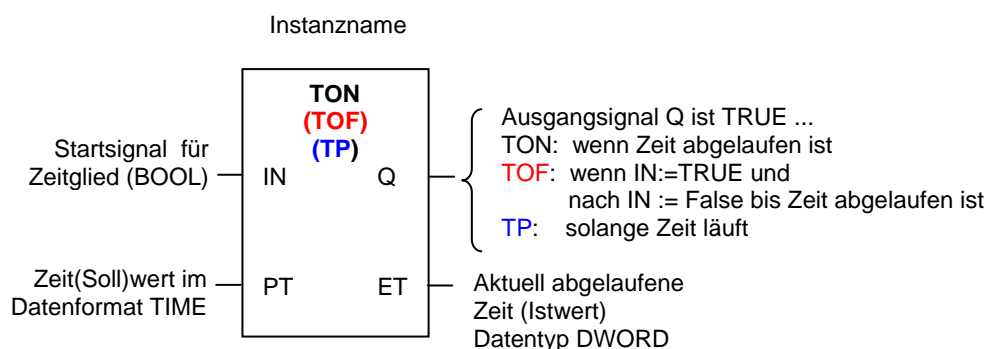 Instanzname
TON
(TOF)
(TP)
Startsignal für
Zeitglied (BOOL)
IN
Q
Ausgangsignal Q ist TRUE ...
TON: wenn Zeit abgelaufen ist
TOF: wenn IN:=TRUE und
nach IN := False bis Zeit abgelaufen ist
TP: solange Zeit läuft
Zeit(Soll)wert im
Datenformat TIME
PT
ET
Aktuell abgelaufene
Zeit (Istwert)
Datentyp DWORD